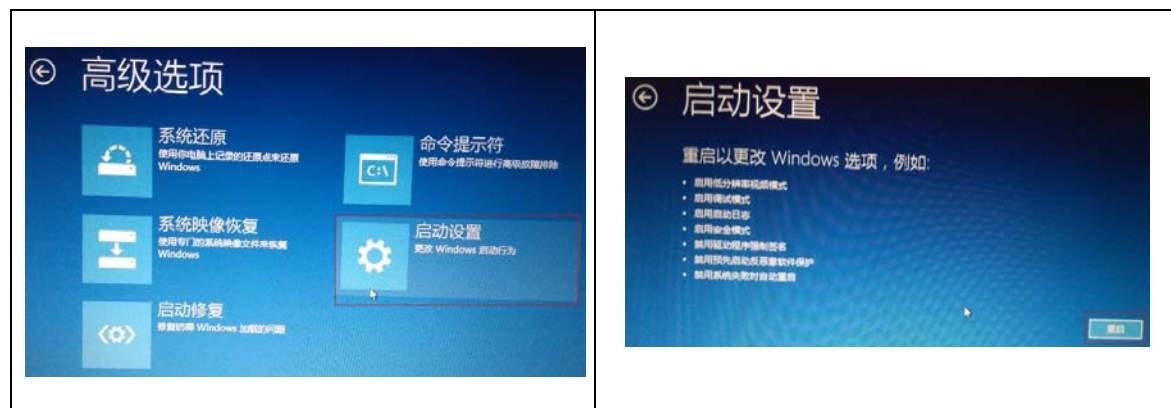 高级选项
系统还原
使用你电脑上记录的还原点来还原
Windows
系统映像恢复
使用专门的系统映像文件来恢复
Windows
启动修复
修复妨碍 Windows 加载的问题
命令提示符
使用命令提示符进行高级故障排除
C:\
启动设置
更改 Windows 启动行为
启动设置
重启以更改 Windows 选项，例如:
• 启用低分辨率视频模式
• 启用调试模式
• 启用启动日志
• 启用安全模式
• 禁用驱动程序强制签名
• 禁用预先启动反恶意软件保护
• 禁用系统失败时自动重启
重启